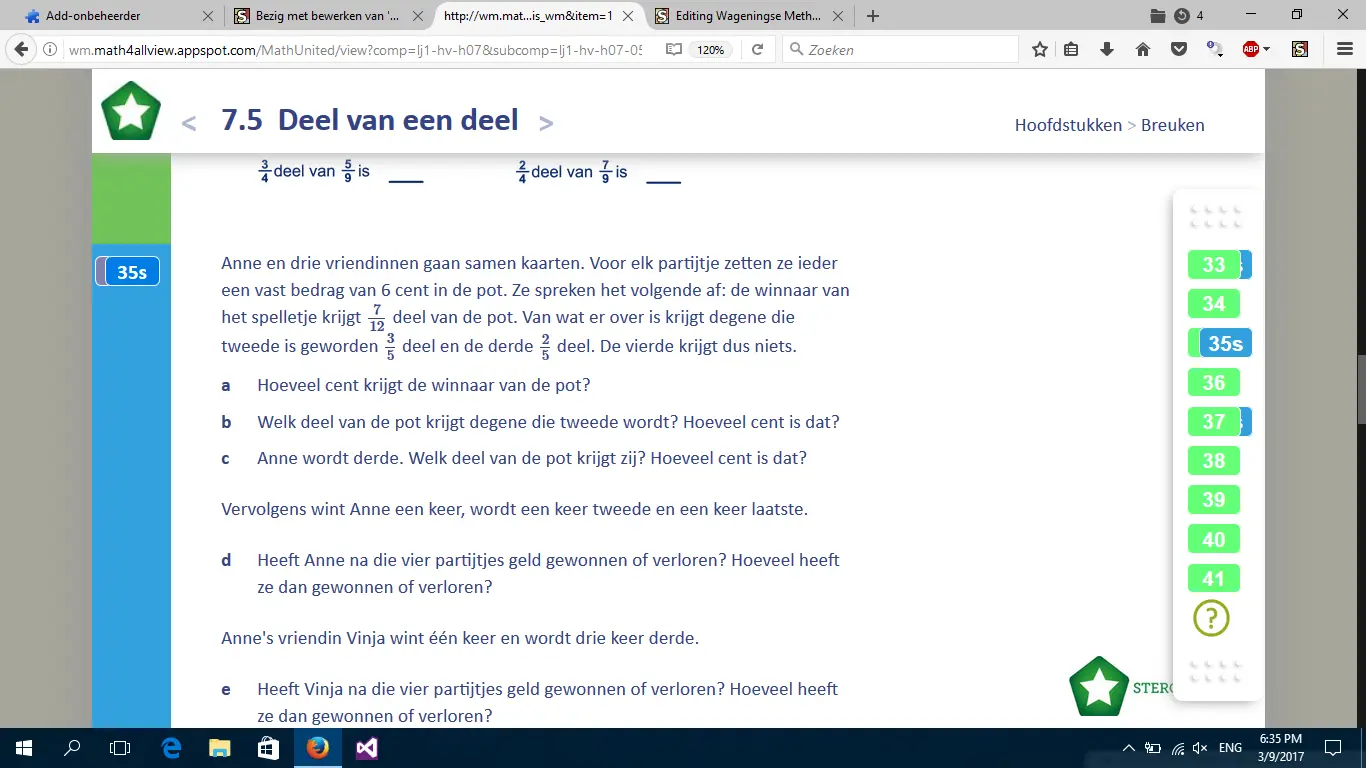 Add-onbeheerder
Bezig met bewerken van '...
http://wm.mat...is_wm&item=1
Editing Wageningse Meth...
4
wm.math4allview.appspot.com/MathUnited/view?comp=lj1-hv-h07&subcomp=lj1-hv-h07-05
120%
Zoeken
ABP
< 7.5 Deel van een deel >
Hoofdstukken > Breuken
3/4 deel van 5/9 is ____ 2/4 deel van 7/9 is ____
35s
Anne en drie vriendinnen gaan samen kaarten. Voor elk partijtje zetten ze ieder
een vast bedrag van 6 cent in de pot. Ze spreken het volgende af: de winnaar van
het spelletje krijgt 7/12 deel van de pot. Van wat er over is krijgt degene die
tweede is geworden 3/5 deel en de derde 2/5 deel. De vierde krijgt dus niets.
a Hoeveel cent krijgt de winnaar van de pot?
b Welk deel van de pot krijgt degene die tweede wordt? Hoeveel cent is dat?
c Anne wordt derde. Welk deel van de pot krijgt zij? Hoeveel cent is dat?
Vervolgens wint Anne een keer, wordt een keer tweede en een keer laatste.
d Heeft Anne na die vier partijtjes geld gewonnen of verloren? Hoeveel heeft
ze dan gewonnen of verloren?
Anne's vriendin Vinja wint één keer en wordt drie keer derde.
e Heeft Vinja na die vier partijtjes geld gewonnen of verloren? Hoeveel heeft
ze dan gewonnen of verloren?
33
34
35s
36
37
38
39
40
41
?
ENG
6:35 PM
3/9/2017